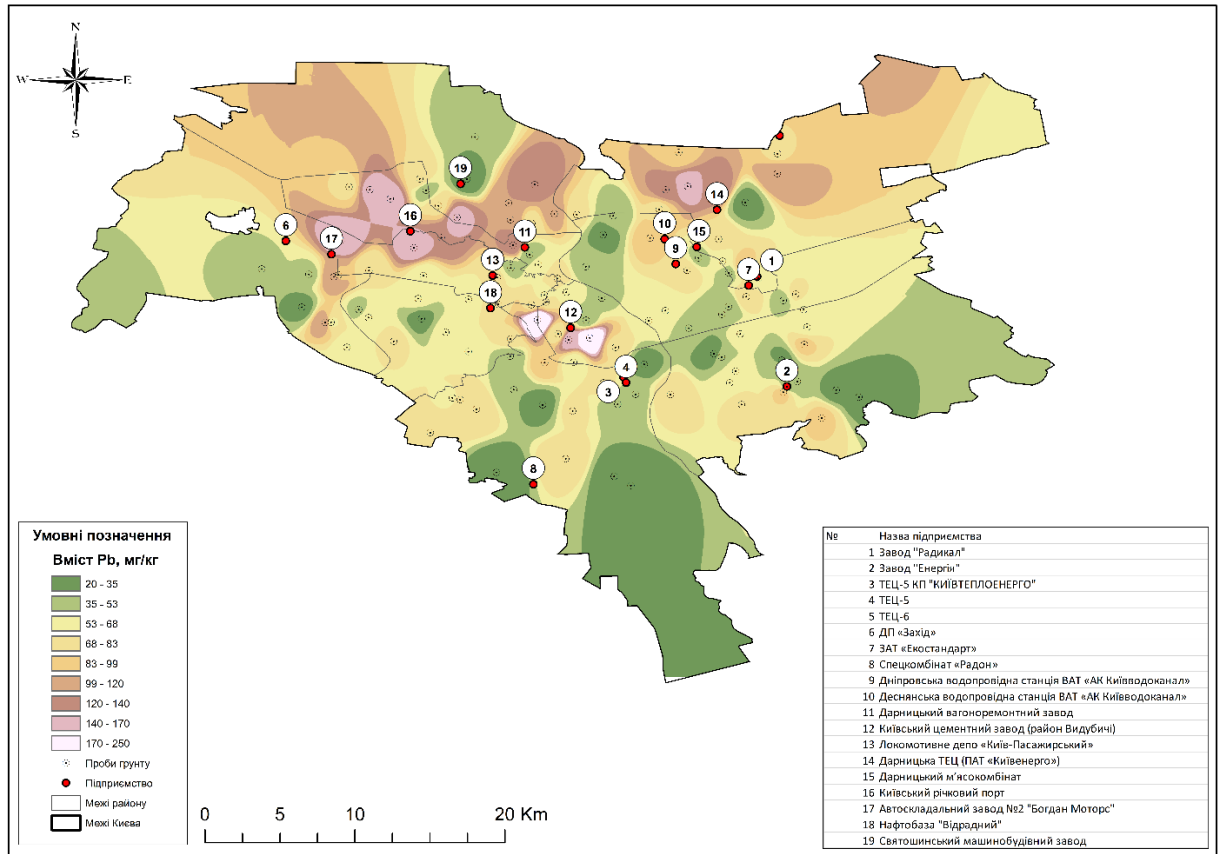 N
W
E
S
19
16
6
17
11
13
18
12
14
10
15
9
1
7
4
3
2
8
Умовні позначення
Вміст Pb, мг/кг
20 - 35
35 - 53
53 - 68
68 - 83
83 - 99
99 - 120
120 - 140
140 - 170
170 - 250
Проби грунту
Підприємство
Межі району
Межі Києва
0 5 10 20 Km
№ Назва підприємства
1 Завод "Радикал"
2 Завод "Енергія"
3 ТЕЦ-5 КП "КИЇВТЕПЛОЕНЕРГО"
4 ТЕЦ-5
5 ТЕЦ-6
6 ДП «Захід»
7 ЗАТ «Екостандарт»
8 Спецкомбінат «Радон»
9 Дніпровська водопровідна станція ВАТ «АК Київводоканал»
10 Деснянська водопровідна станція ВАТ «АК Київводоканал»
11 Дарницький вагоноремонтний завод
12 Київський цементний завод (район Видубичі)
13 Локомотивне депо «Київ-Пасажирський»
14 Дарницька ТЕЦ (ПАТ «Київенерго»)
15 Дарницький м'ясокомбінат
16 Київський річковий порт
17 Автоскладальний завод №2 "Богдан Моторс"
18 Нафтобаза "Відрадний"
19 Святошинський машинобудівний завод